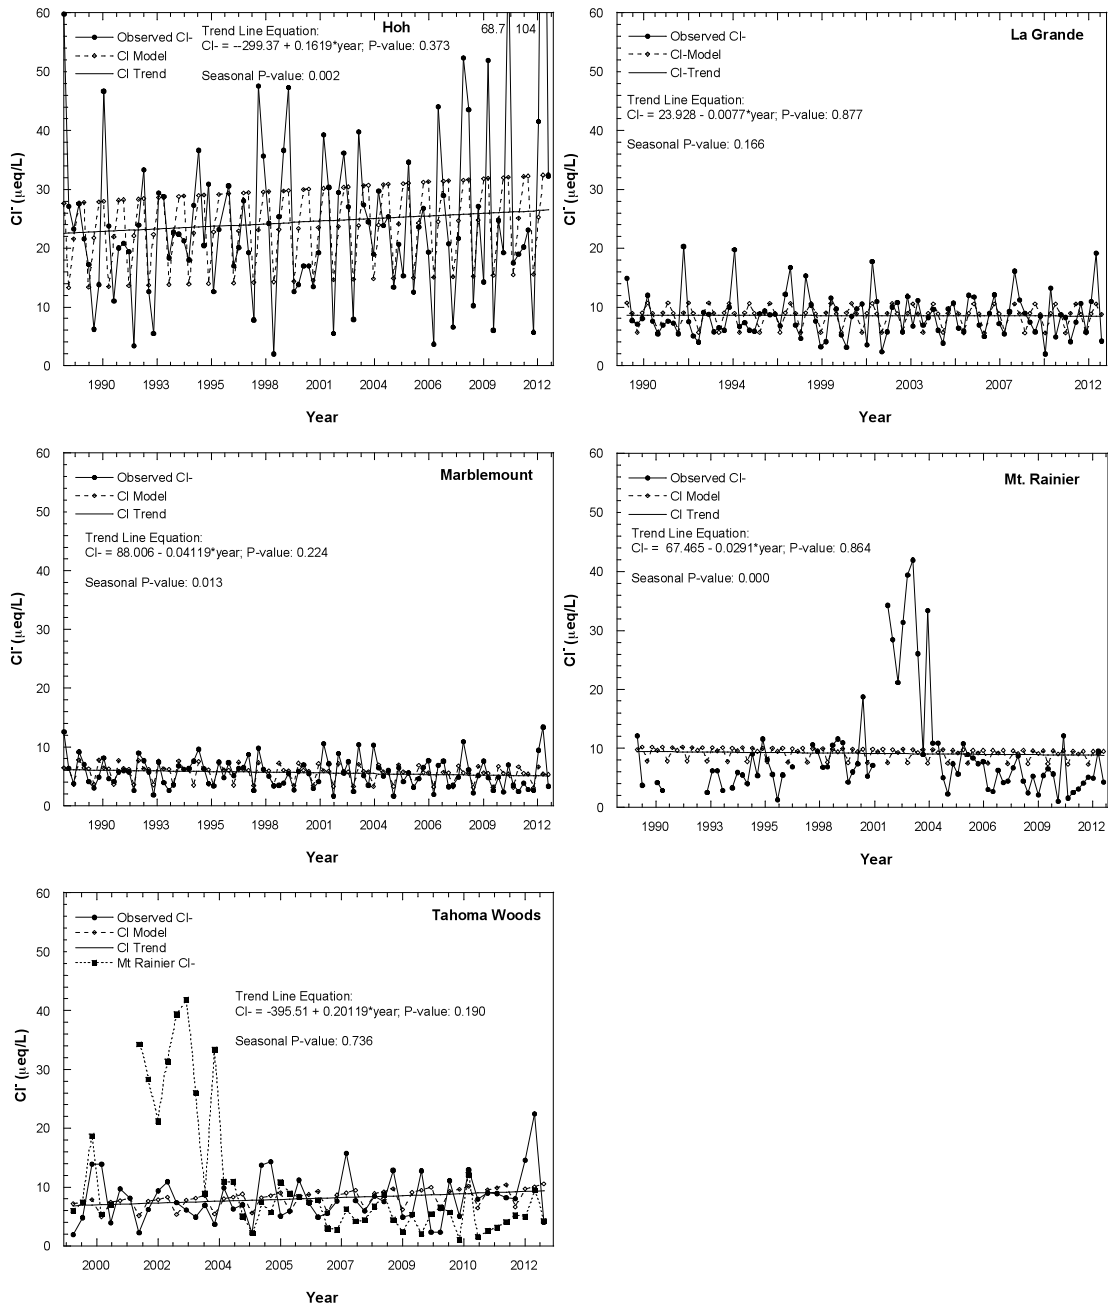 Hoh
Observed Cl-
Cl Model
Cl Trend
Trend Line Equation:
Cl- = --299.37 + 0.1619*year; P-value: 0.373
Seasonal P-value: 0.002
68.7 104
60
50
40
30
20
10
0
Cl⁻ (µeq/L)
1990 1993 1995 1998 2001 2004 2006 2009 2012
Year
La Grande
Observed Cl-
Cl-Model
Cl-Trend
Trend Line Equation:
Cl- = 23.928 - 0.0077*year; P-value: 0.877
Seasonal P-value: 0.166
60
50
40
30
20
10
0
Cl⁻ (µeq/L)
1990 1994 1999 2003 2007 2012
Year
Marblemount
Observed Cl-
Cl Model
Cl Trend
Trend Line Equation:
Cl- = 88.006 - 0.04119*year; P-value: 0.224
Seasonal P-value: 0.013
60
50
40
30
20
10
0
Cl⁻ (µeq/L)
1990 1993 1995 1998 2001 2004 2006 2009 2012
Year
Mt. Rainier
Observed Cl-
Cl Model
Cl Trend
Trend Line Equation:
Cl- = 67.465 - 0.0291*year; P-value: 0.864
Seasonal P-value: 0.000
60
50
40
30
20
10
0
Cl⁻ (µeq/L)
1990 1993 1995 1998 2001 2004 2006 2009 2012
Year
Tahoma Woods
Observed Cl-
Cl Model
Cl Trend
Mt Rainier Cl-
Trend Line Equation:
Cl- = -395.51 + 0.20119*year; P-value: 0.190
Seasonal P-value: 0.736
60
50
40
30
20
10
0
Cl⁻ (µeq/L)
2000 2002 2004 2005 2007 2009 2010 2012
Year